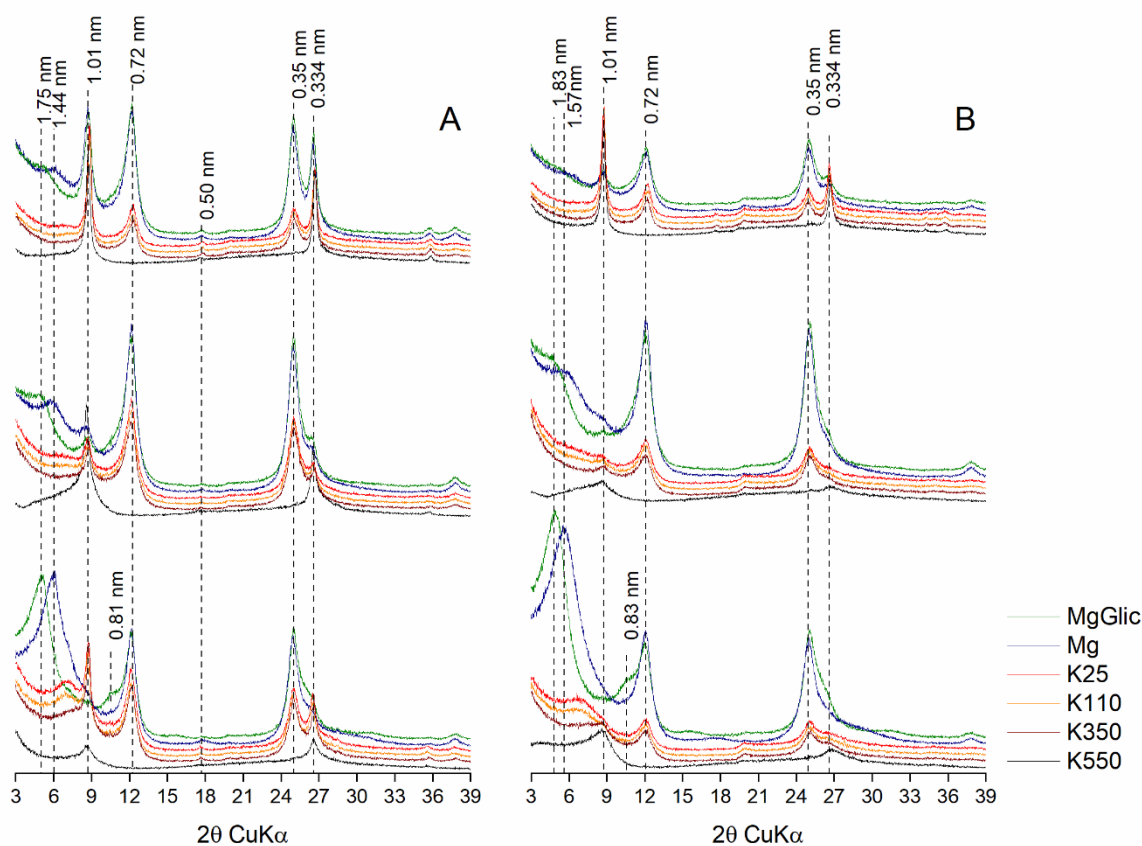 1.75 nm
1.44 nm
1.01 nm
0.72 nm
0.50 nm
0.35 nm
0.334 nm
A
0.81 nm
3 6 9 12 15 18 21 24 27 30 33 36 39
2θ CuKα
1.83 nm
1.57nm
1.01 nm
0.72 nm
0.35 nm
0.334 nm
B
0.83 nm
3 6 9 12 15 18 21 24 27 30 33 36 39
2θ CuKα
MgGlic
Mg
K25
K110
K350
K550